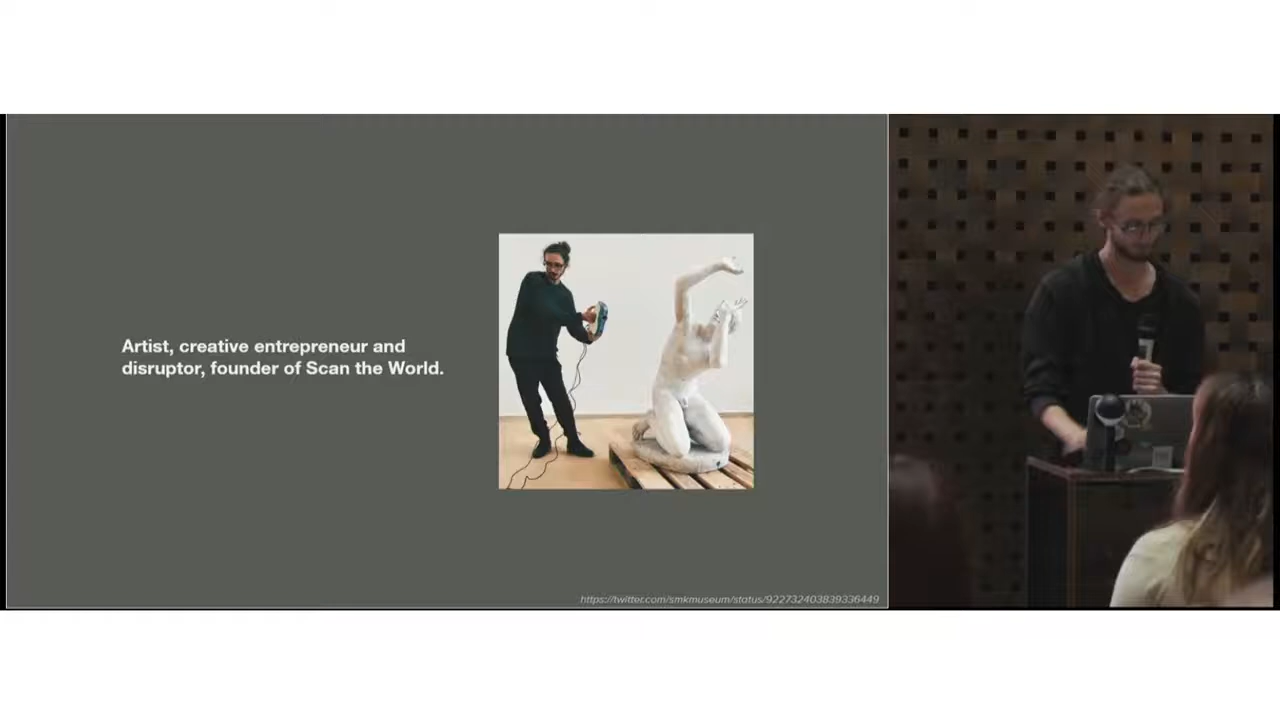 Artist, creative entrepreneur and
disruptor, founder of Scan the World.
https://twitter.com/smkmuseum/status/922732403839336449